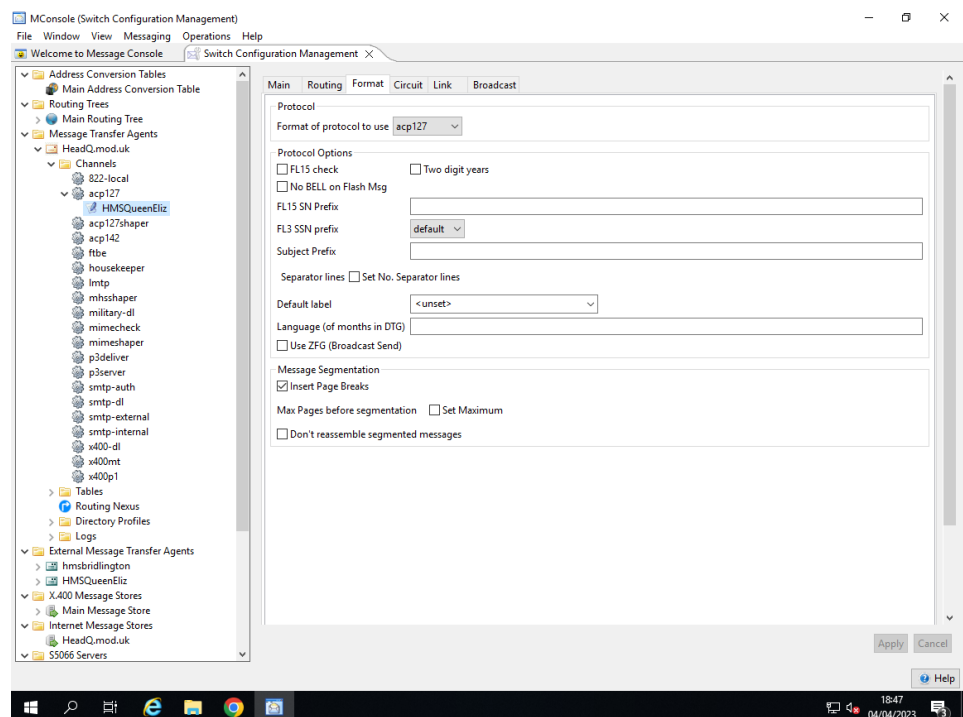 MConsole (Switch Configuration Management)
File Window View Messaging Operations Help
Welcome to Message Console
Switch Configuration Management
Address Conversion Tables
Main Address Conversion Table
Routing Trees
Main Routing Tree
Message Transfer Agents
HeadQ.mod.uk
Channels
822-local
acp127
HMSQueenEliz
acp127shaper
acp142
ftbe
housekeeper
lmtp
mhsshaper
military-dl
mimecheck
mimeshaper
p3deliver
p3server
smtp-auth
smtp-dl
smtp-external
smtp-internal
x400-dl
x400mt
x400p1
Tables
Routing Nexus
Directory Profiles
Logs
External Message Transfer Agents
hmsbridlington
HMSQueenEliz
X.400 Message Stores
Main Message Store
Internet Message Stores
HeadQ.mod.uk
S5066 Servers
Main Routing Format Circuit Link Broadcast
Protocol
Format of protocol to use acp127
Protocol Options
FL15 check Two digit years
No BELL on Flash Msg
FL15 SN Prefix
FL3 SSN prefix default
Subject Prefix
Separator lines Set No. Separator lines
Default label <unset>
Language (of months in DTG)
Use ZFG (Broadcast Send)
Message Segmentation
Insert Page Breaks
Max Pages before segmentation Set Maximum
Don't reassemble segmented messages
Apply Cancel
Help
18:47
04/04/2023
3